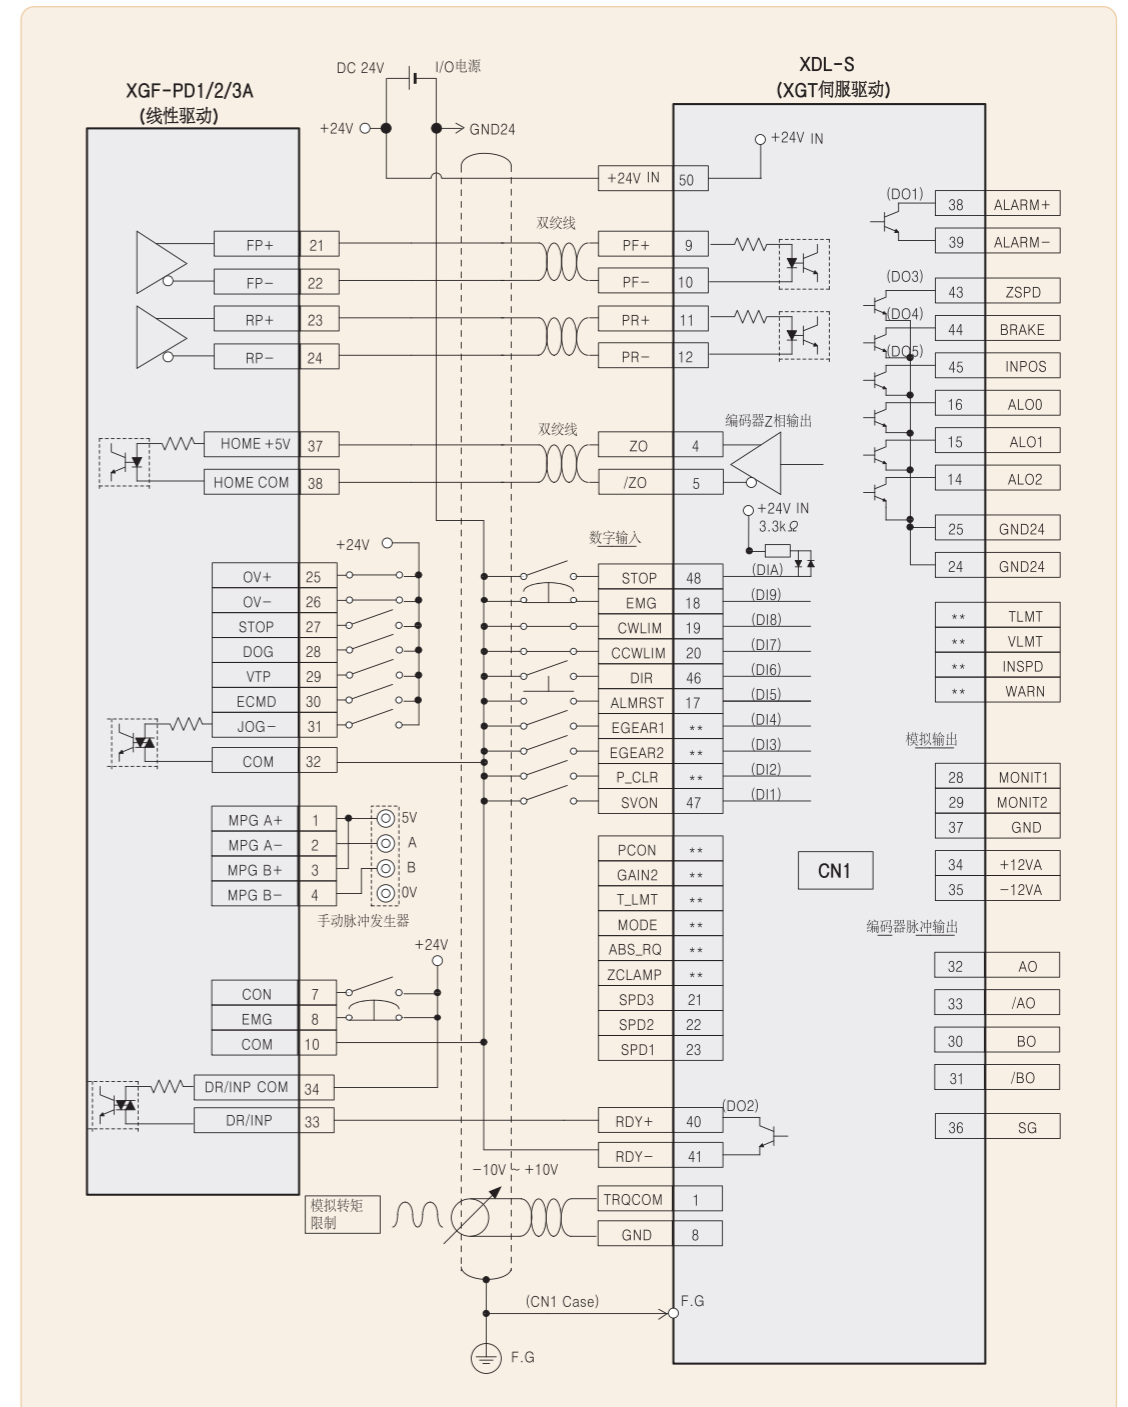 XGF-PD1/2/3A
(线性驱动)
DC 24V
I/O电源
+24V
GND24
XDL-S
(XGT伺服驱动)
+24V IN
+24V IN 50
(DO1)
38 ALARM+
39 ALARM-
双绞线
FP+ 21
PF+ 9
FP- 22
PF- 10
RP+ 23
PR+ 11
RP- 24
PR- 12
(DO3)
43 ZSPD
(DO4)
44 BRAKE
(DO5)
45 INPOS
16 ALO0
15 ALO1
14 ALO2
25 GND24
24 GND24
双绞线
编码器Z相输出
HOME +5V 37
ZO 4
HOME COM 38
/ZO 5
+24V IN
3.3kΩ
数字输入
+24V
OV+ 25
OV- 26
STOP 27
DOG 28
VTP 29
ECMD 30
JOG- 31
COM 32
STOP 48 (DIA)
EMG 18 (DI9)
CWLIM 19 (DI8)
CCWLIM 20 (DI7)
DIR 46 (DI6)
ALMRST 17 (DI5)
EGEAR1 ** (DI4)
EGEAR2 ** (DI3)
P_CLR ** (DI2)
SVON 47 (DI1)
** TLMT
** VLMT
** INSPD
** WARN
模拟输出
28 MONIT1
29 MONIT2
37 GND
34 +12VA
35 -12VA
MPG A+ 1 5V
MPG A- 2 A
MPG B+ 3 B
MPG B- 4 0V
手动脉冲发生器
PCON **
GAIN2 **
T_LMT **
MODE **
ABS_RQ **
ZCLAMP **
SPD3 21
SPD2 22
SPD1 23
CN1
编码器脉冲输出
32 AO
33 /AO
30 BO
31 /BO
36 SG
+24V
CON 7
EMG 8
COM 10
DR/INP COM 34
DR/INP 33
RDY+ 40
(DO2)
RDY- 41
-10V ~ +10V
模拟转矩
限制
TRQCOM 1
GND 8
(CN1 Case)
F.G
F.G